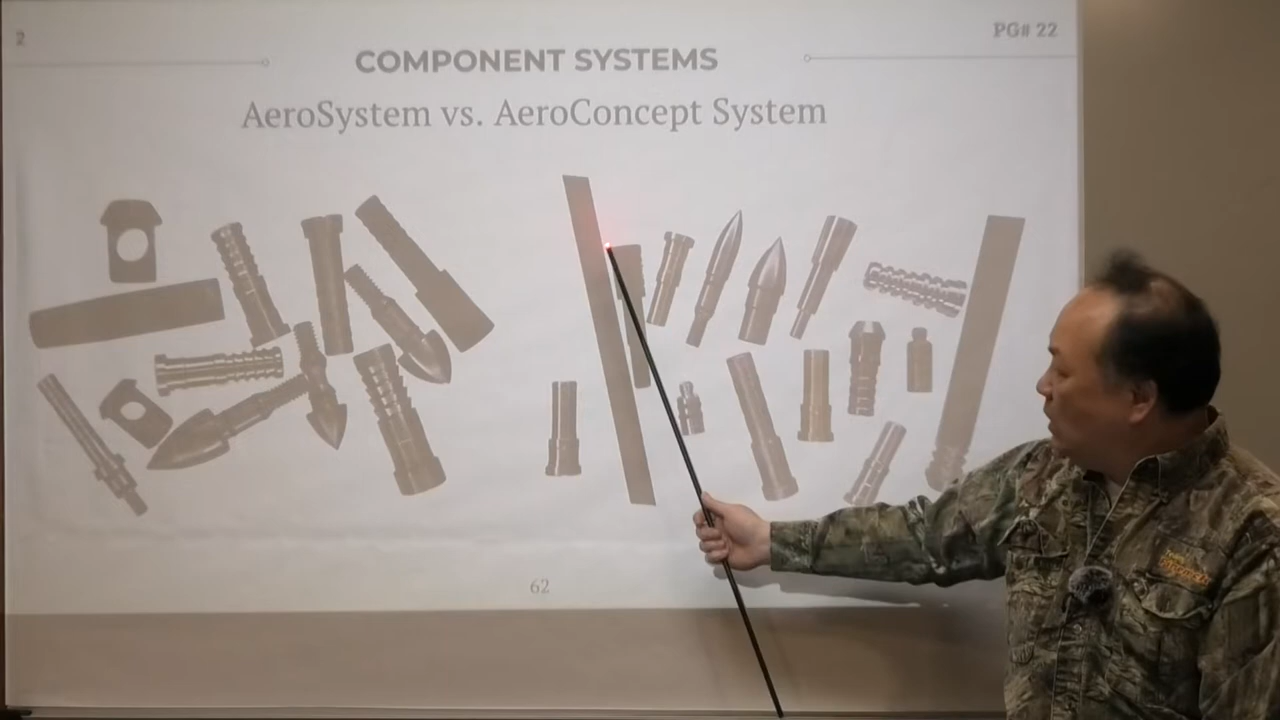 2
PG# 22
COMPONENT SYSTEMS
AeroSystem vs. AeroConcept System
62